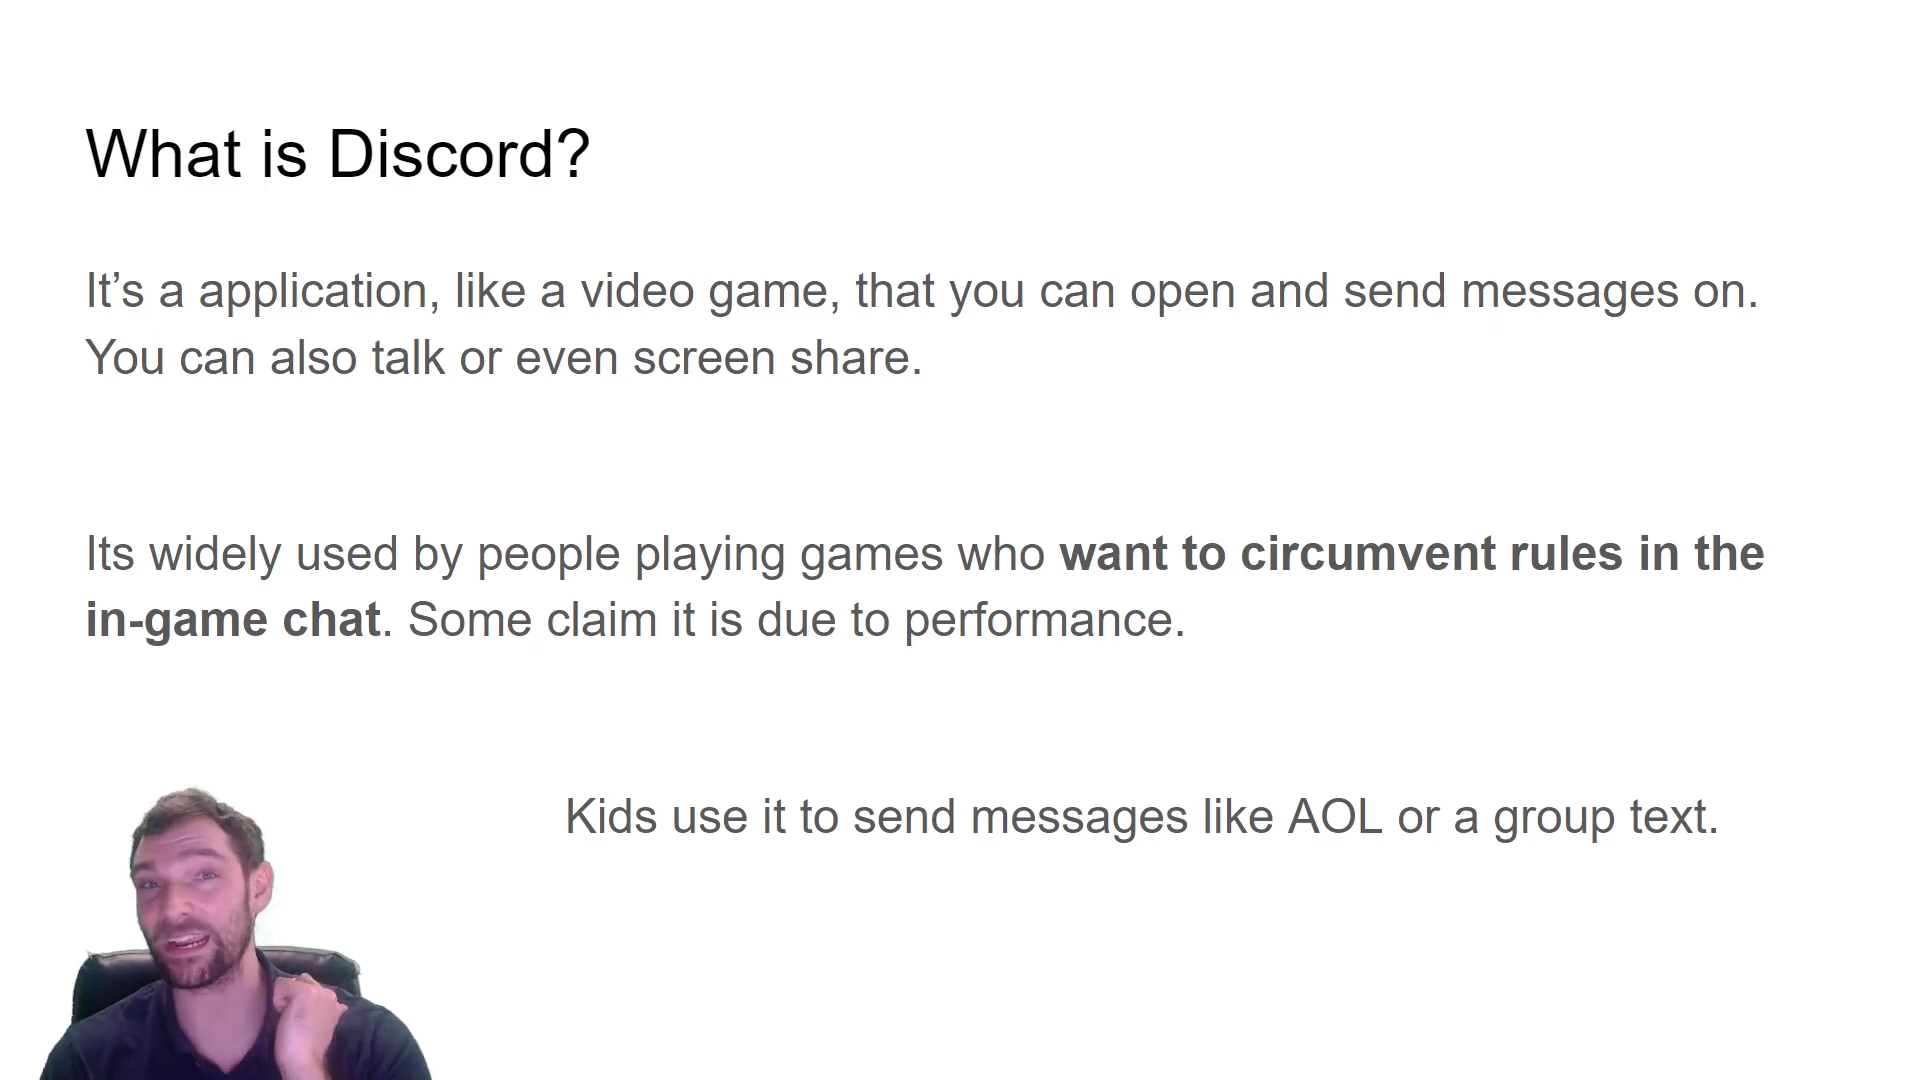 What is Discord?
It’s a application, like a video game, that you can open and send messages on.
You can also talk or even screen share.
Its widely used by people playing games who want to circumvent rules in the
in-game chat. Some claim it is due to performance.
Kids use it to send messages like AOL or a group text.